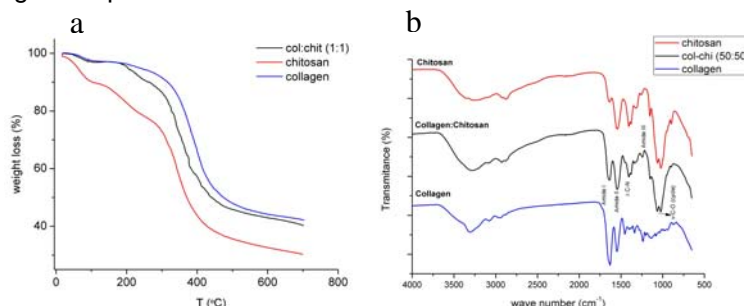 a
col:chit (1:1)
chitosan
collagen
weight loss (%)
100
80
60
40
0
200
400
600
800
T (°C)
b
chitosan
col-chi (50:50
collagen
Chitosan
Collagen:Chitosan
Collagen
Transmitance (%)
Amide I
Amide II
Amide III
4000
3500
3000
2500
2000
1500
1000
500
wave number (cm⁻¹)